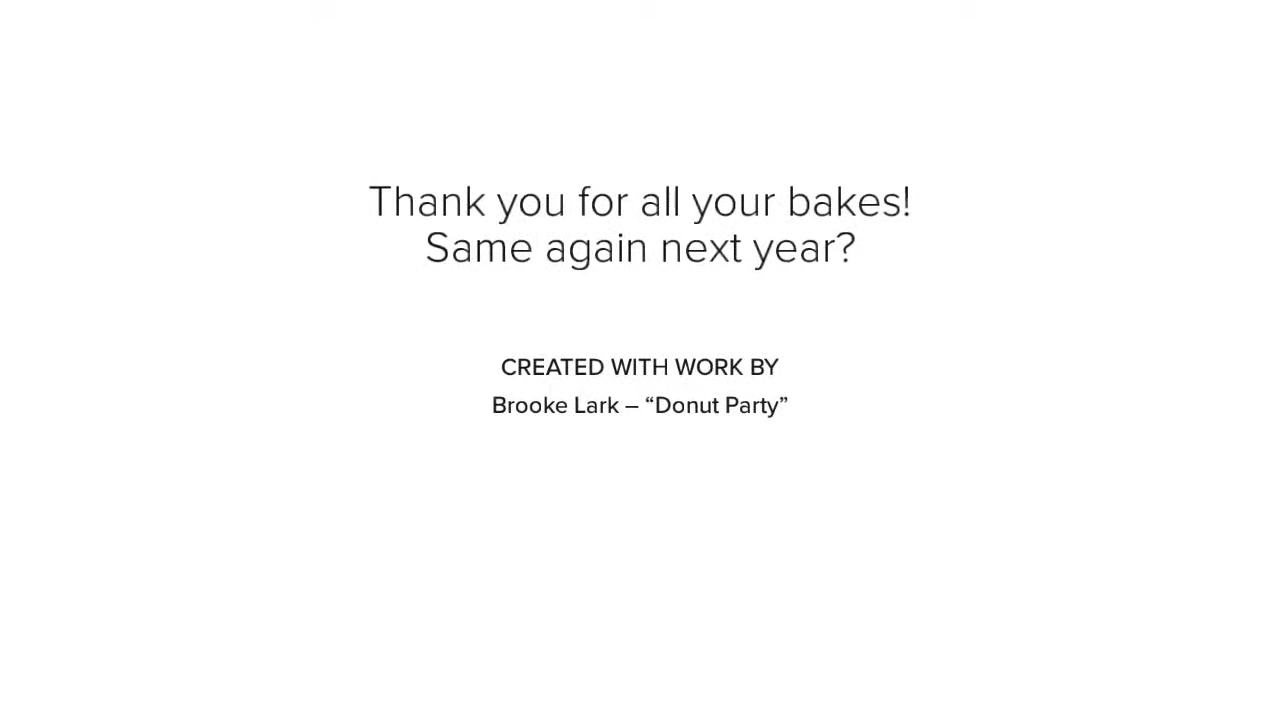 Thank you for all your bakes!
Same again next year?
CREATED WITH WORK BY
Brooke Lark – “Donut Party”